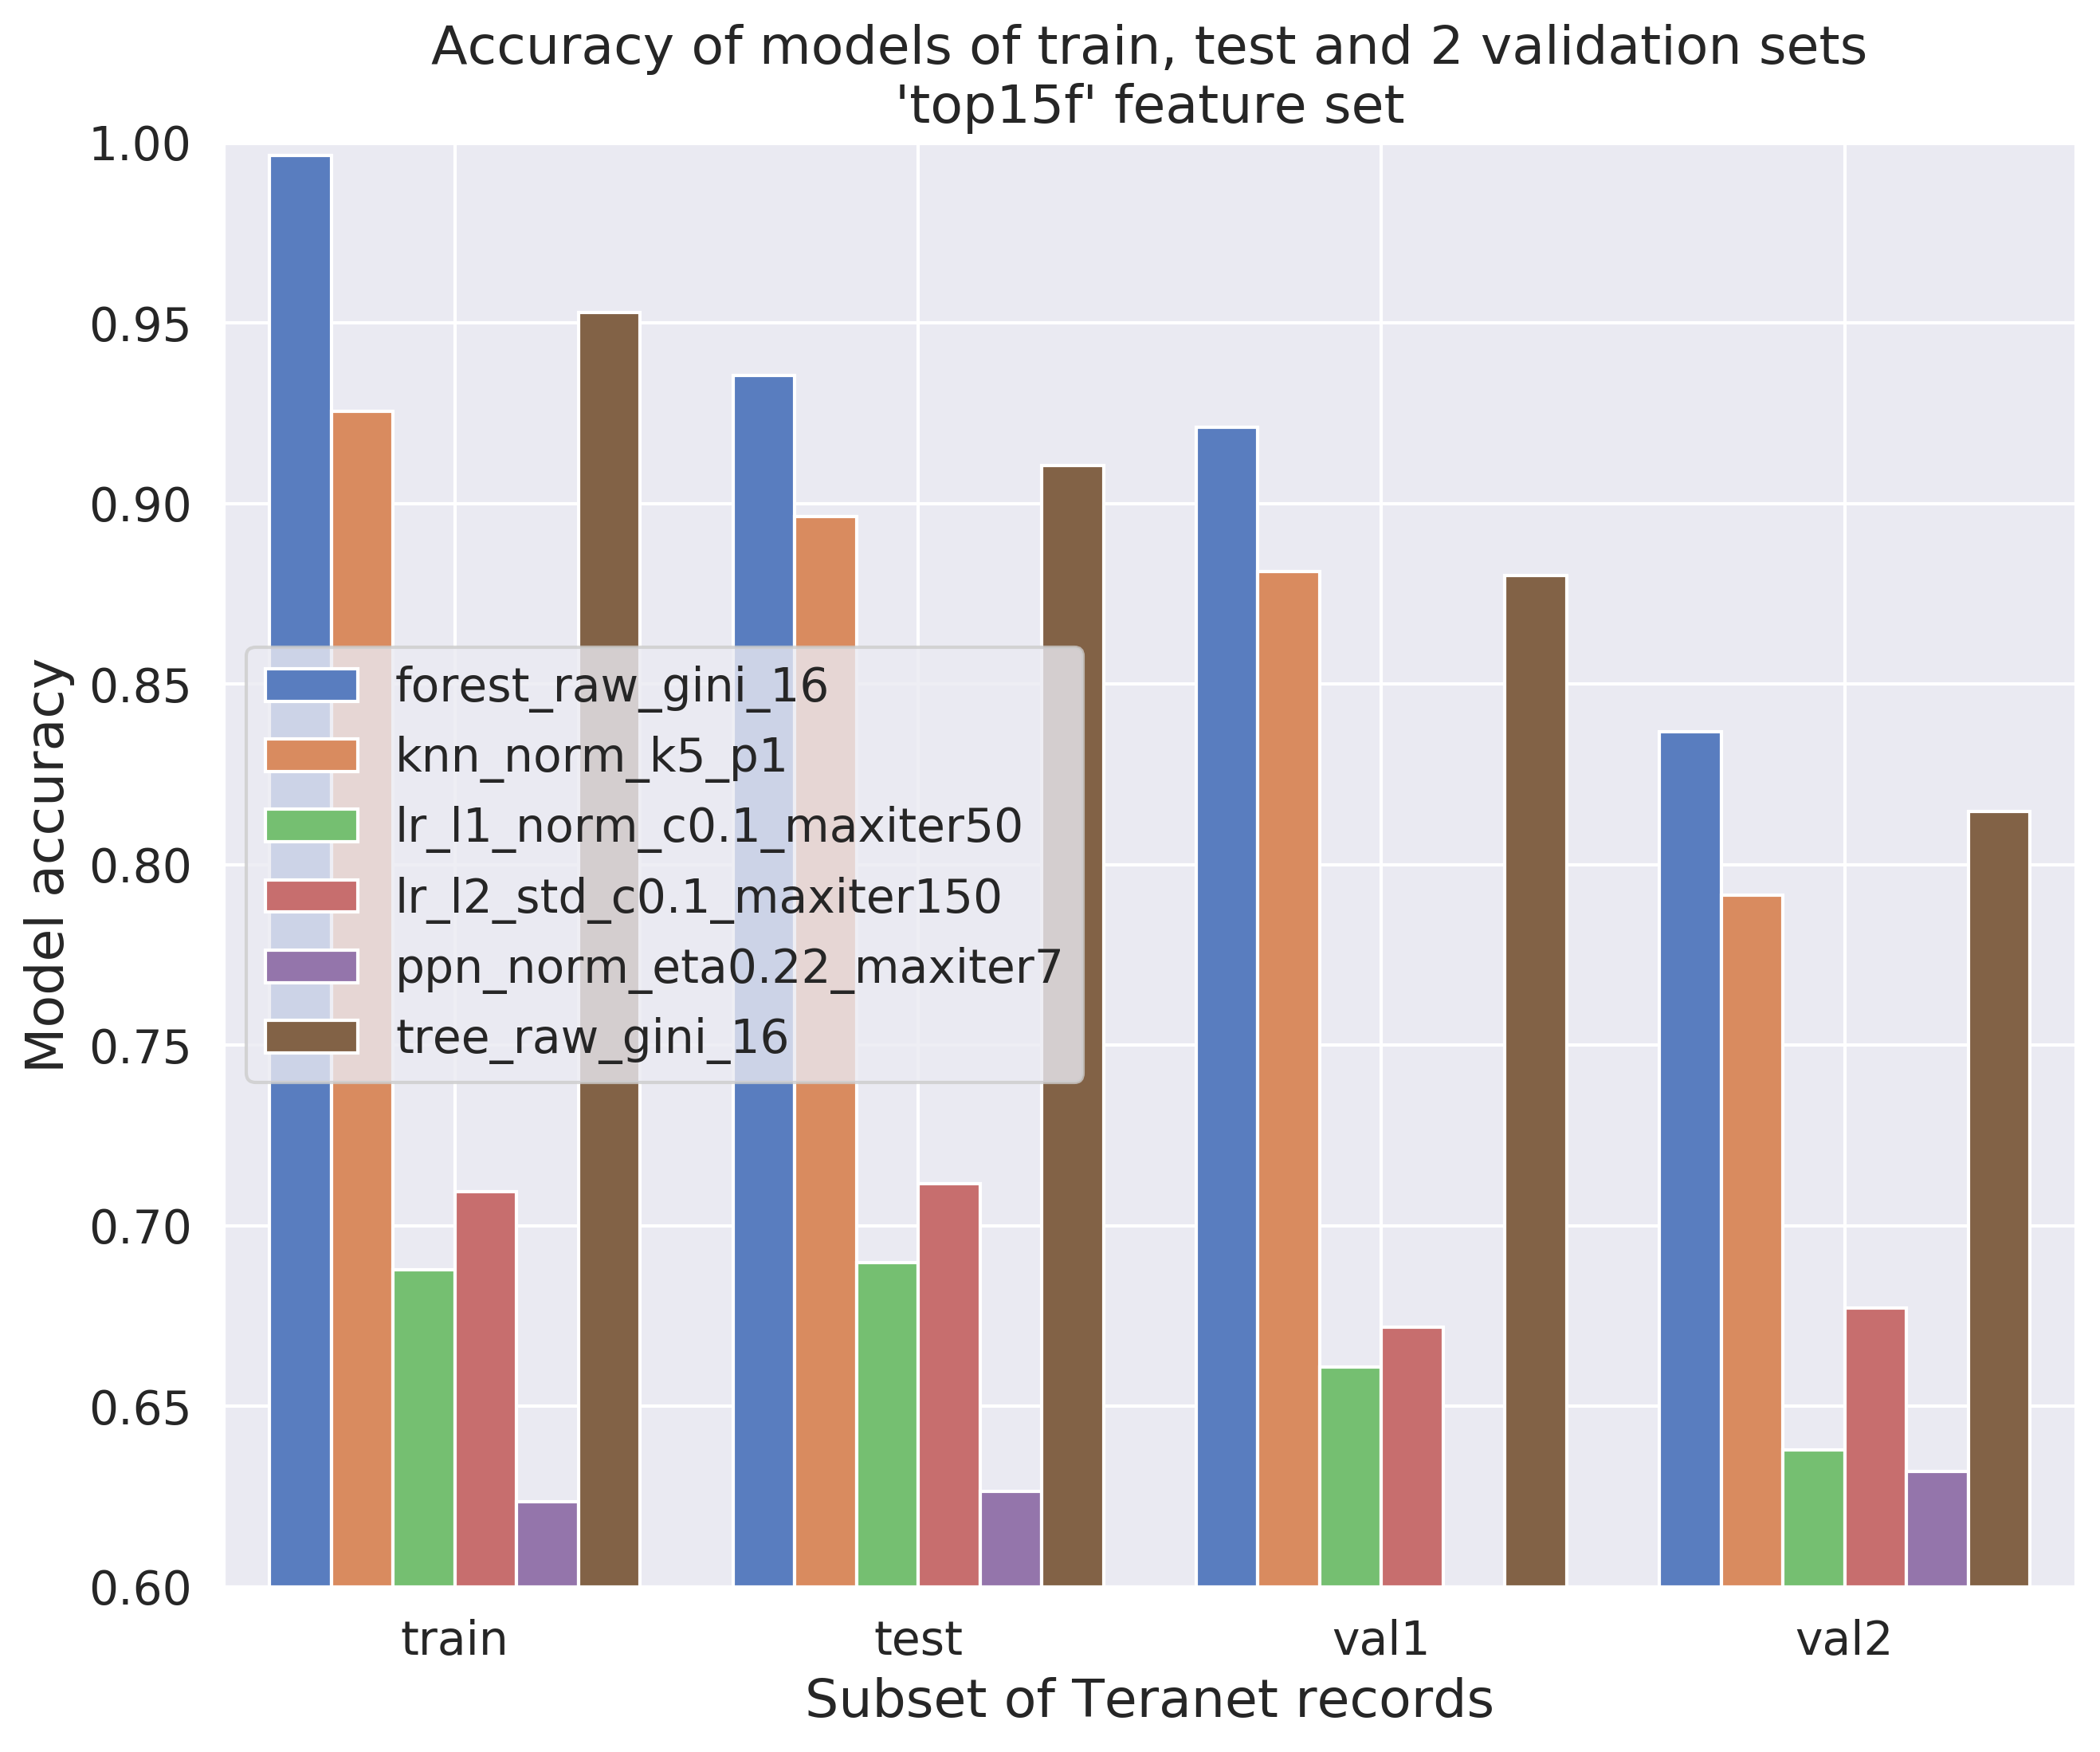 Accuracy of models of train, test and 2 validation sets
'top15f' feature set
1.00
0.95
0.90
0.85
0.80
0.75
0.70
0.65
0.60
Model accuracy
forest_raw_gini_16
knn_norm_k5_p1
lr_l1_norm_c0.1_maxiter50
lr_l2_std_c0.1_maxiter150
ppn_norm_eta0.22_maxiter7
tree_raw_gini_16
train
test
val1
val2
Subset of Teranet records